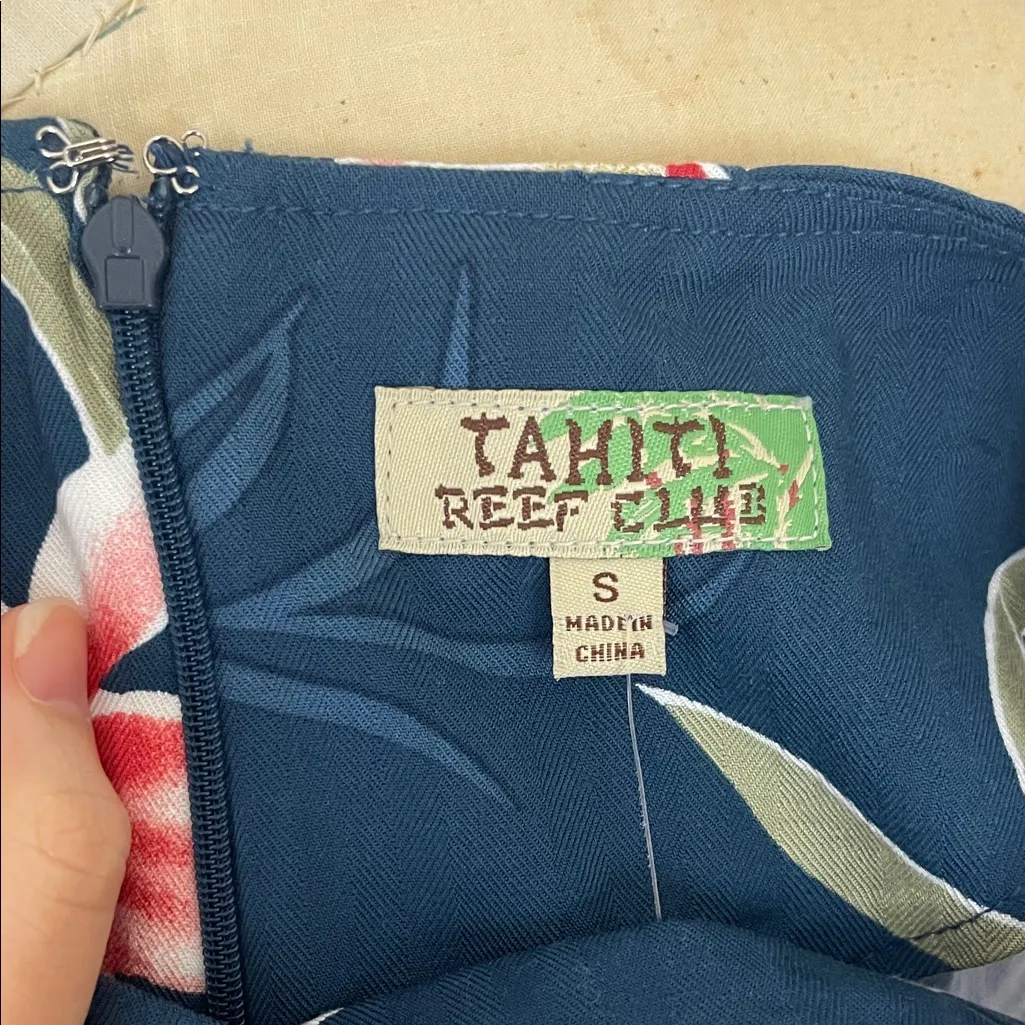 TAHITI
REEF CLUB
S
MADE IN
CHINA